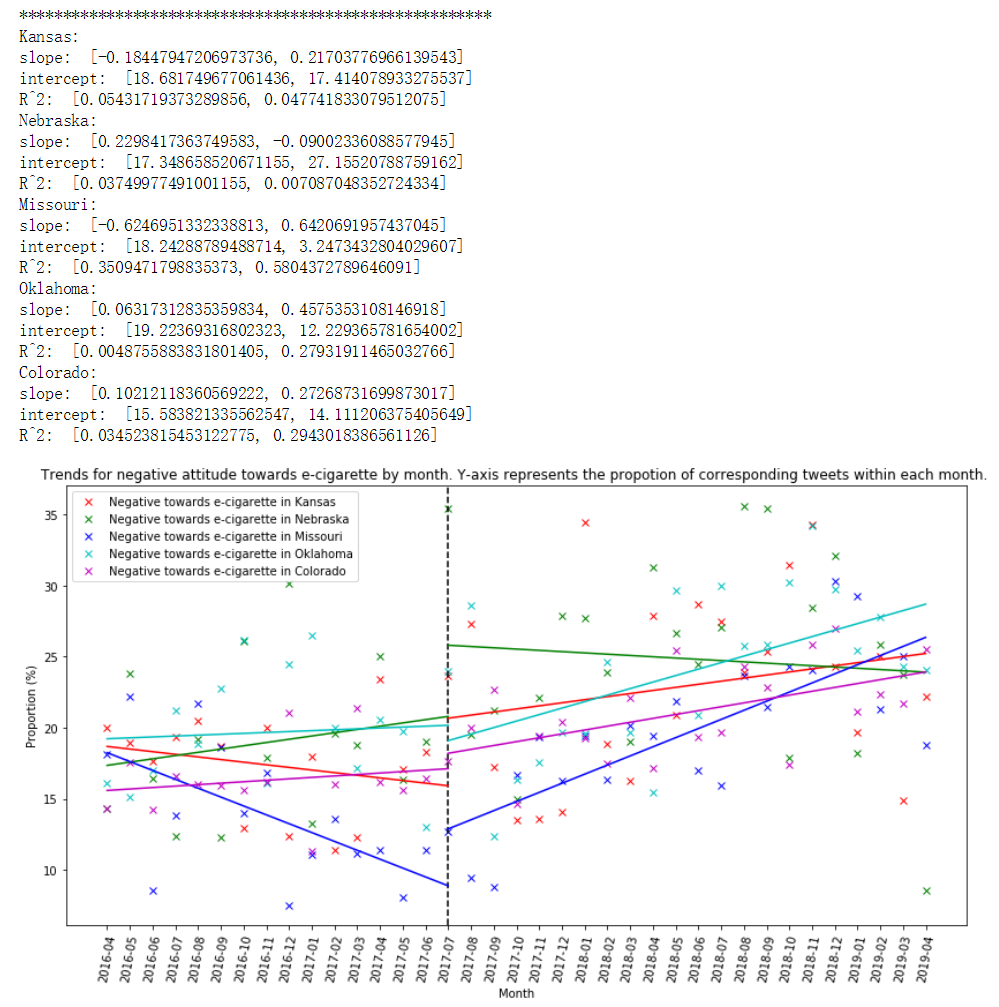 ******************************************************
Kansas:
slope:  [-0.18447947206973736, 0.21703776966139543]
intercept:  [18.681749677061436, 17.414078933275537]
R^2:  [0.05431719373289856, 0.047741833079512075]
Nebraska:
slope:  [0.2298417363749583, -0.09002336088577945]
intercept:  [17.348658520671155, 27.15520788759162]
R^2:  [0.03749977491001155, 0.007087048352724334]
Missouri:
slope:  [-0.6246951332338813, 0.6420691957437045]
intercept:  [18.24288789488714, 3.2473432804029607]
R^2:  [0.3509471798835373, 0.5804372789646091]
Oklahoma:
slope:  [0.06317312835359834, 0.4575353108146918]
intercept:  [19.22369316802323, 12.229365781654002]
R^2:  [0.0048755883831801405, 0.27931911465032766]
Colorado:
slope:  [0.10212118360569222, 0.27268731699873017]
intercept:  [15.583821335562547, 14.111206375405649]
R^2:  [0.034523815453122775, 0.2943018386561126]
Trends for negative attitude towards e-cigarette by month. Y-axis represents the propotion of corresponding tweets within each month.
Negative towards e-cigarette in Kansas
Negative towards e-cigarette in Nebraska
Negative towards e-cigarette in Missouri
Negative towards e-cigarette in Oklahoma
Negative towards e-cigarette in Colorado
Proportion (%)
35
30
25
20
15
10
2016-04
2016-05
2016-06
2016-07
2016-08
2016-09
2016-10
2016-11
2016-12
2017-01
2017-02
2017-03
2017-04
2017-05
2017-06
2017-07
2017-08
2017-09
2017-10
2017-11
2017-12
2018-01
2018-02
2018-03
2018-04
2018-05
2018-06
2018-07
2018-08
2018-09
2018-10
2018-11
2018-12
2019-01
2019-02
2019-03
2019-04
Month